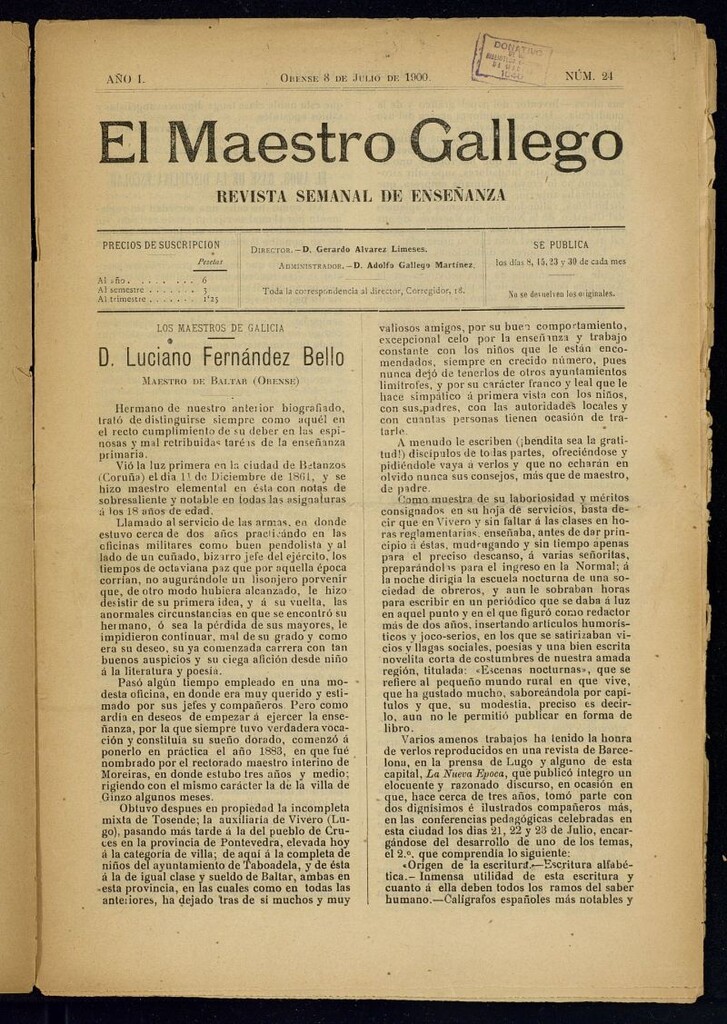 AÑO I.
ORENSE 8 DE JULIO DE 1900.
NÚM. 24
DONATIVO
El Maestro Gallego
REVISTA SEMANAL DE ENSEÑANZA
PRECIOS DE SUSCRIPCION
Pesetas
Al año. . . . . . . . 6
Al semestre . . . . . . 3
Al trimestre . . . . . . 1'25
DIRECTOR.—D. Gerardo Alvarez Limeses.
ADMINISTRADOR.—D. Adolfo Gallego Martínez.
Toda la correspondencia al director, Corregidor, 16.
SE PUBLICA
los días 8, 15, 23 y 30 de cada mes
No se devuelven los originales.
LOS MAESTROS DE GALICIA
D. Luciano Fernández Bello
MAESTRO DE BALTAR (ORENSE)
Hermano de nuestro anterior biografiado,
trató de distinguirse siempre como aquél en
el recto cumplimiento de su deber en las espi-
nosas y mal retribuidas taréis de la enseñanza
primaria.
Vió la luz primera en la ciudad de Betanzos
(Coruña) el día 11 de Diciembre de 1861, y se
hizo maestro elemental en ésta con notas de
sobresaliente y notable en todas las asignaturas
á los 18 años de edad.
Llamado al servicio de las armas, en donde
estuvo cerca de dos años practicando en las
oficinas militares como buen pendolista y al
lado de un cuñado, bizarro jefe del ejército, los
tiempos de octaviana paz que por aquella época
corrían, no augurándole un lisonjero porvenir
que, de otro modo hubiera alcanzado, le hizo
desistir de su primera idea, y á su vuelta, las
anormales circunstancias en que se encontró su
hermano, ó sea la pérdida de sus mayores, le
impidieron continuar, mal de su grado y como
era su deseo, su ya comenzada carrera con tan
buenos auspicios y su ciega afición desde niño
á la literatura y poesía.
Pasó algún tiempo empleado en una mo-
desta oficina, en donde era muy querido y esti-
mado por sus jefes y compañeros. Pero como
ardía en deseos de empezar á ejercer la ense-
ñanza, por la que siempre tuvo verdadera voca-
ción y constituía su sueño dorado, comenzó á
ponerlo en práctica el año 1883, en que fué
nombrado por el rectorado maestro interino de
Moreiras, en donde estubo tres años y medio;
rigiendo con el mismo carácter la de la villa de
Ginzo algunos meses.
Obtuvo despues en propiedad la incompleta
mixta de Tosende; la auxiliaria de Vivero (Lu-
go), pasando más tarde á la del pueblo de Cru-
ces en la provincia de Pontevedra, elevada hoy
á la categoría de villa; de aquí á la completa de
niños del ayuntamiento de Taboadela, y de ésta
á la de igual clase y sueldo de Baltar, ambas en
esta provincia, en las cuales como en todas las
anteriores, ha dejado tras de sí muchos y muy
valiosos amigos, por su buen comportamiento,
excepcional celo por la enseñanza y trabajo
constante con los niños que le están enco-
mendados, siempre en crecido número, pues
nunca dejó de tenerlos de otros ayuntamientos
limítrofes, y por su carácter franco y leal que le
hace simpático á primera vista con los niños,
con sus padres, con las autoridades locales y
con cuantas personas tienen ocasión de tra-
tarle.
A menudo le escriben (¡bendita sea la grati-
tud!) discípulos de todas partes, ofreciéndose y
pidiéndole vaya á verlos y que no echarán en
olvido nunca sus consejos, más que de maestro,
de padre.
Como muestra de su laboriosidad y méritos
consignados en su hoja de servicios, basta de-
cir que en Vivero y sin faltar á las clases en ho-
ras reglamentarias, enseñaba, antes de dar prin-
cipio á éstas, madrugando y sin tiempo apenas
para el preciso descanso, á varias señoritas,
preparándolas para el ingreso en la Normal; á
la noche dirigía la escuela nocturna de una so-
ciedad de obreros, y aun le sobraban horas
para escribir en un periódico que se daba á luz
en aquel punto y en el que figuró como redactor
más de dos años, insertando artículos humorís-
ticos y joco-serios, en los que se satirizaban vi-
cios y llagas sociales, poesías y una bien escrita
novelita corta de costumbres de nuestra amada
región, titulada: «Escenas nocturnas», que se
refiere al pequeño mundo rural en que vive,
que ha gustado mucho, saboreándola por capí-
tulos y que, su modestia, preciso es decir-
lo, aun no le permitió publicar en forma de
libro.
Varios amenos trabajos ha tenido la honra
de verlos reproducidos en una revista de Barce-
lona, en la prensa de Lugo y alguno de esta
capital, La Nueva Epoca, que publicó íntegro un
elocuente y razonado discurso, en ocasión en
que, hace cerca de tres años, tomó parte con
dos dignísimos é ilustrados compañeros más,
en las conferencias pedagógicas celebradas en
esta ciudad los días 21, 22 y 23 de Julio, encar-
gándose del desarrollo de uno de los temas,
el 2.º, que comprendía lo siguiente:
«Origen de la escritura.—Escritura alfabé-
tica.—Inmensa utilidad de esta escritura y
cuanto á ella deben todos los ramos del saber
humano.—Calígrafos españoles más notables y